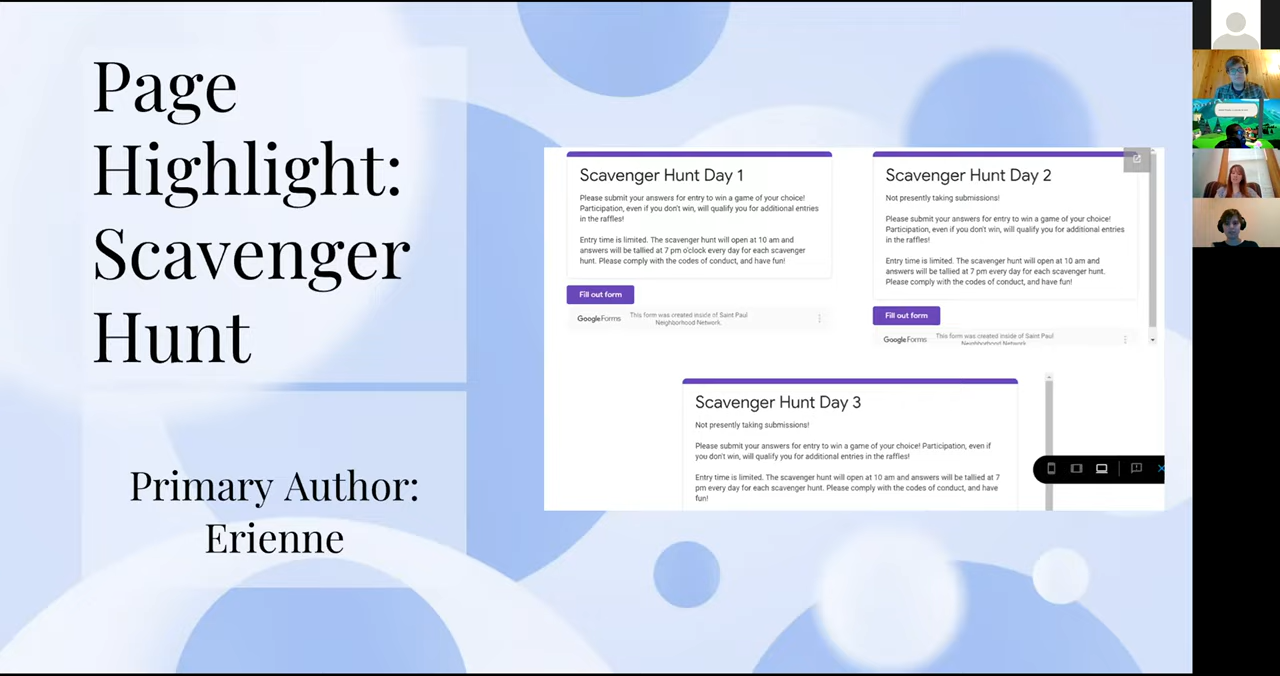 Page
Highlight:
Scavenger
Hunt
Primary Author:
Erienne
Scavenger Hunt Day 1
Please submit your answers for entry to win a game of your choice!
Participation, even if you don't win, will qualify you for additional entries
in the raffles!
Entry time is limited. The scavenger hunt will open at 10 am and
answers will be tallied at 7 pm o'clock every day for each scavenger
hunt. Please comply with the codes of conduct, and have fun!
Fill out form
Google Forms
This form was created inside of Saint Paul
Neighborhood Network.
Scavenger Hunt Day 2
Not presently taking submissions!
Please submit your answers for entry to win a game of your choice!
Participation, even if you don't win, will qualify you for additional entries
in the raffles!
Entry time is limited. The scavenger hunt will open at 10 am and
answers will be tallied at 7 pm every day for each scavenger hunt.
Please comply with the codes of conduct, and have fun!
Fill out form
Google Forms
This form was created inside of Saint Paul
Neighborhood Network.
Scavenger Hunt Day 3
Not presently taking submissions!
Please submit your answers for entry to win a game of your choice! Participation, even if
you don't win, will qualify you for additional entries in the raffles!
Entry time is limited. The scavenger hunt will open at 10 am and answers will be tallied at 7
pm every day for each scavenger hunt. Please comply with the codes of conduct, and have
fun!